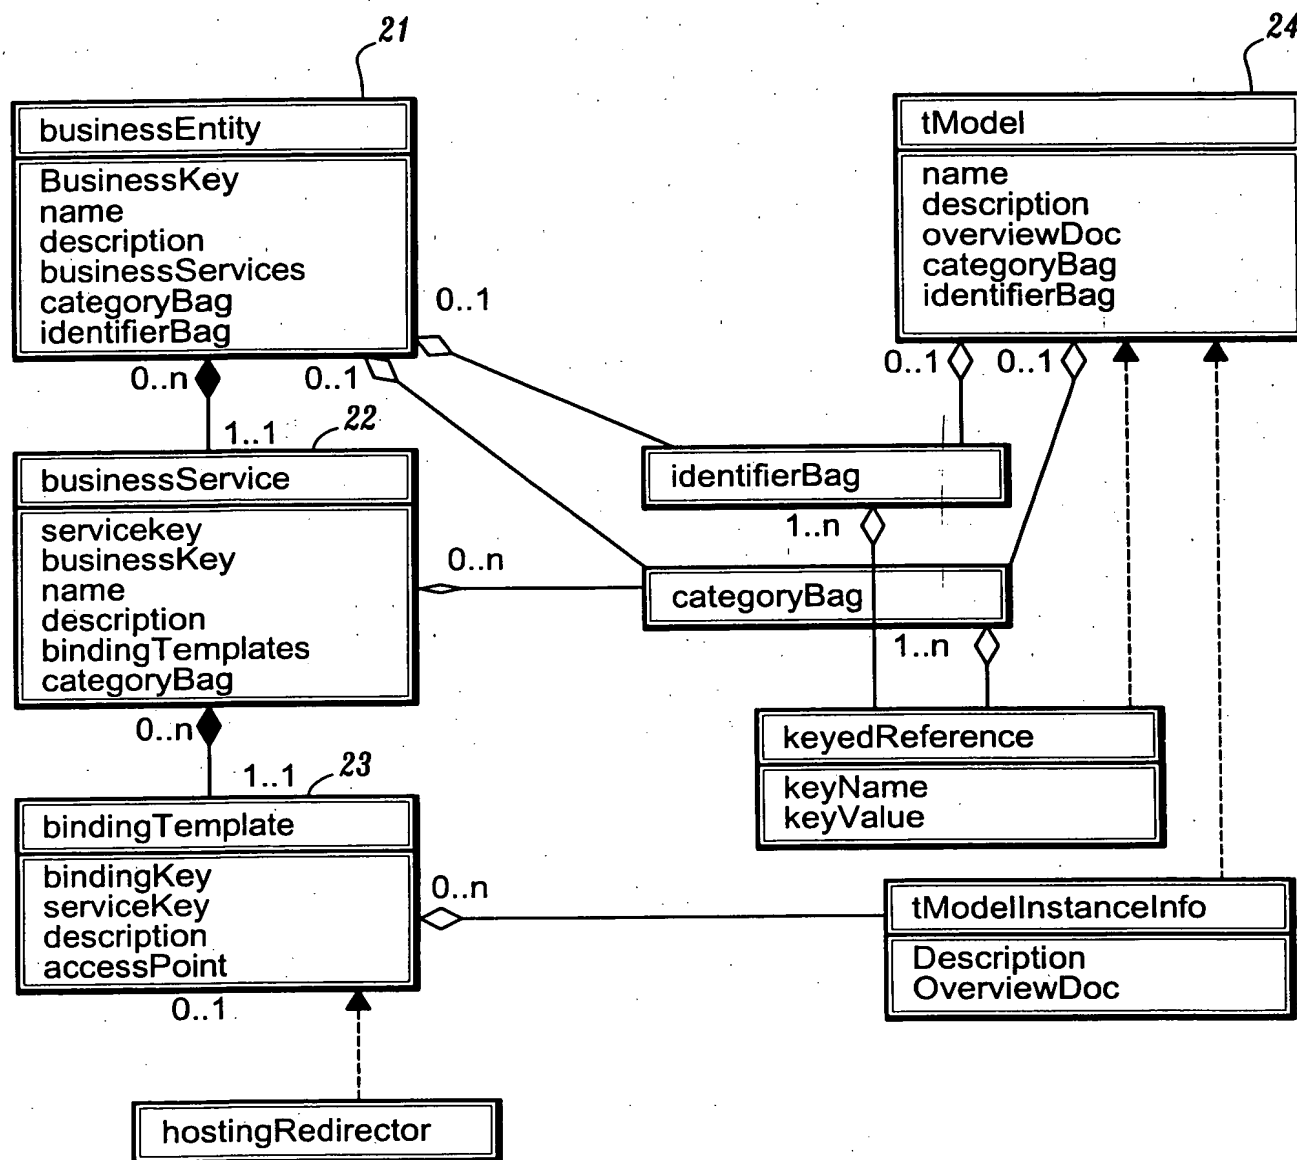 21
24
businessEntity
BusinessKey
name
description
businessServices
categoryBag
identifierBag
tModel
name
description
overviewDoc
categoryBag
identifierBag
0..1
0..n
0..1
0..1
0..1
1..1
22
businessService
servicekey
businessKey
name
description
bindingTemplates
categoryBag
identifierBag
1..n
0..n
categoryBag
1..n
0..n
1..1
23
keyedReference
keyName
keyValue
bindingTemplate
bindingKey
serviceKey
description
accessPoint
0..n
tModelInstanceInfo
Description
OverviewDoc
0..1
hostingRedirector